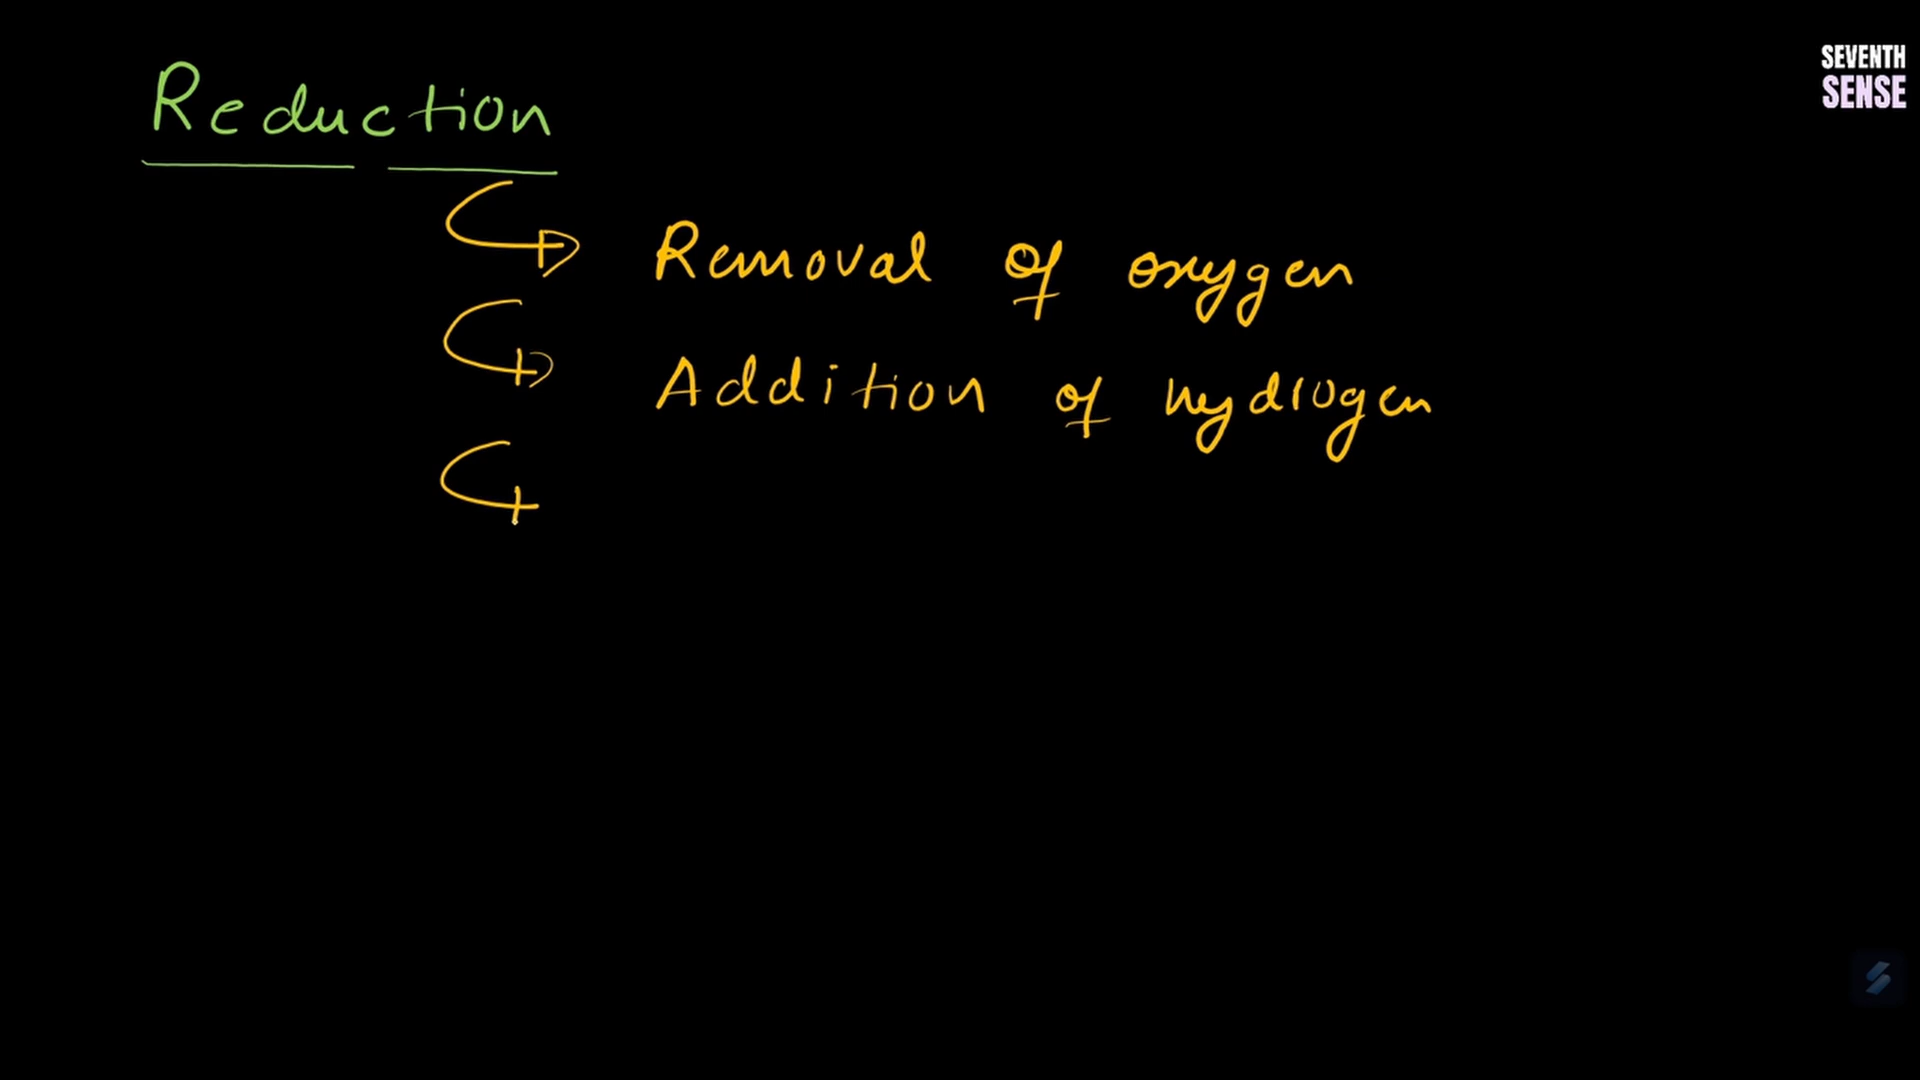 Reduction
SEVENTH
SENSE
Removal of oxygen
Addition of hydrogen